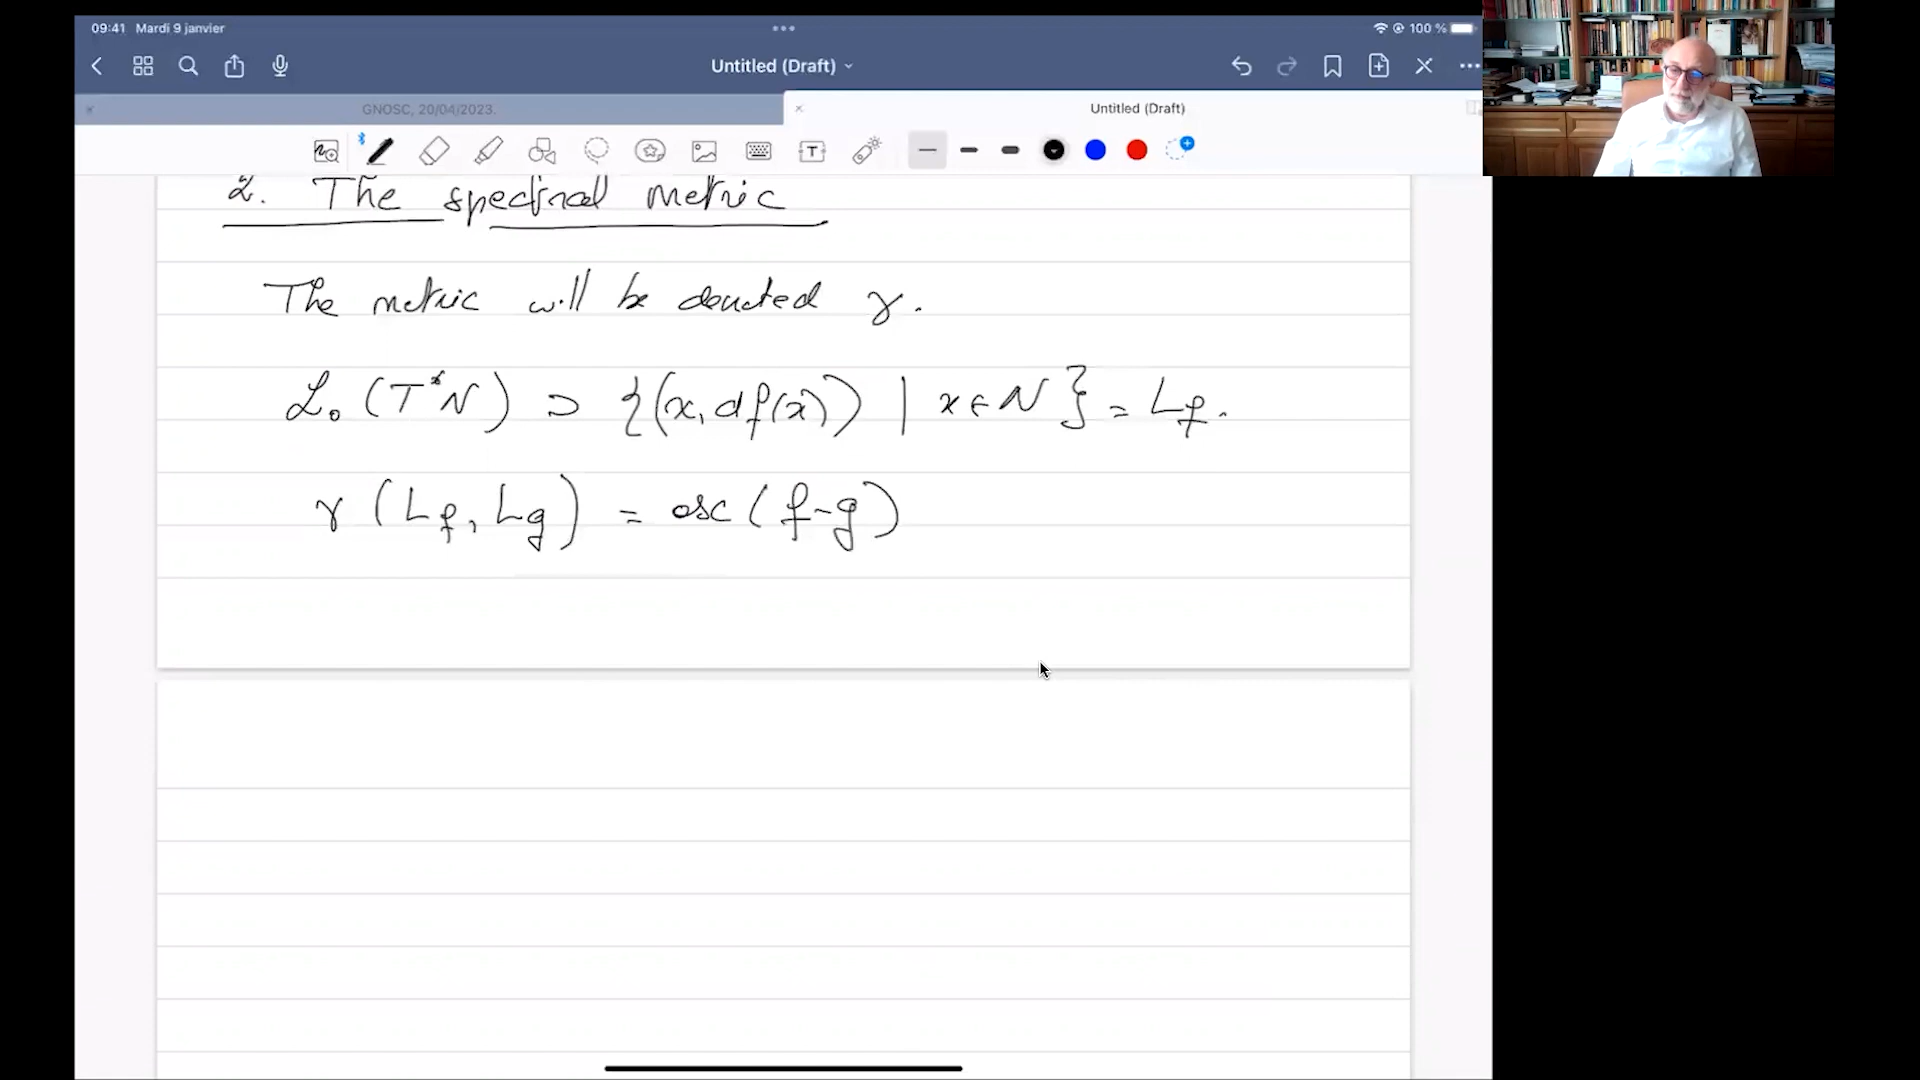 09:41 Mardi 9 janvier
100 %
Untitled (Draft)
GNOSC, 20/04/2023.
Untitled (Draft)
2. The spectral metric
The metric will be denoted γ.
ℒ₀ (T*N) ⊃ {(x, df(x)) | x ∈ N} = L_f.
γ (L_f, L_g) = osc (f-g)